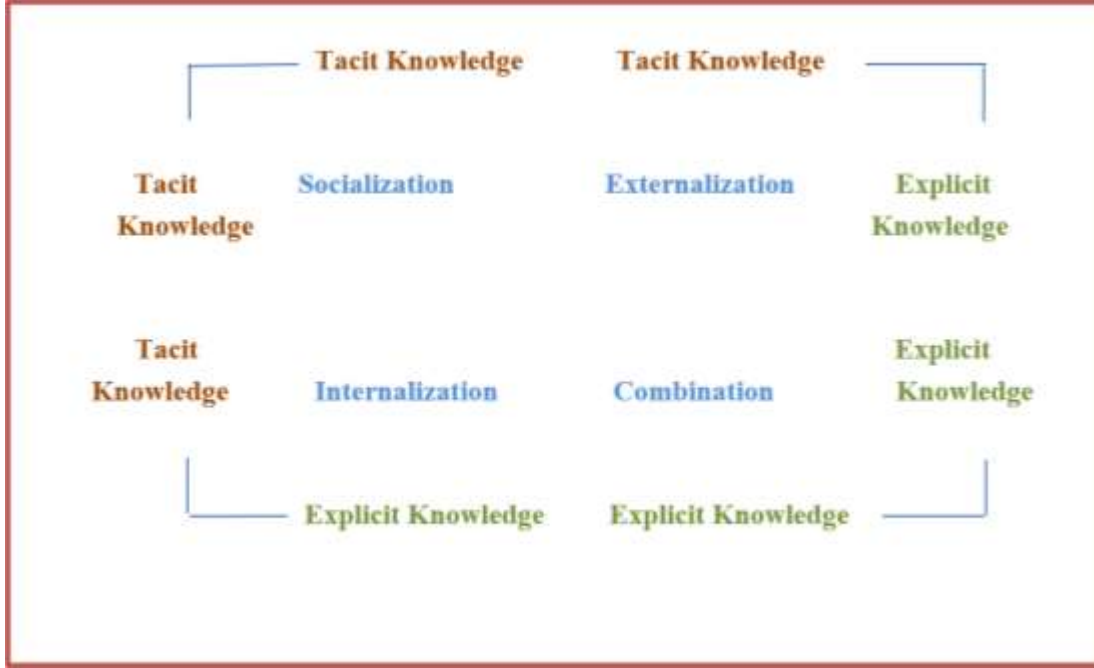 Tacit Knowledge Tacit Knowledge
Tacit Socialization Externalization Explicit
Knowledge Knowledge
Tacit Explicit
Knowledge Internalization Combination Knowledge
Explicit Knowledge Explicit Knowledge